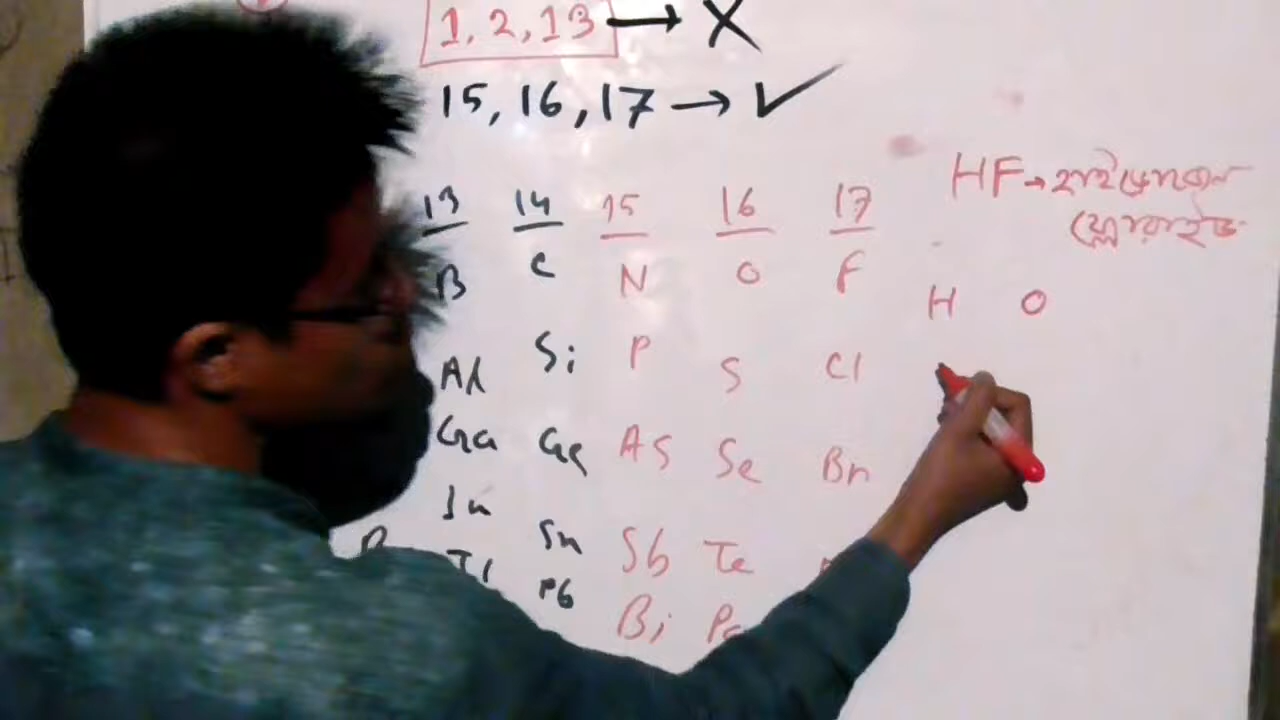 1, 2, 13 → X
15, 16, 17 → ✓
HF → হাইড্রোজেন
ফ্লোরাইড
13 14 15 16 17
B C N O F
H O
Al Si P S Cl
Ga Ge As Se Br
In Sn Sb Te
Tl Pb Bi Po